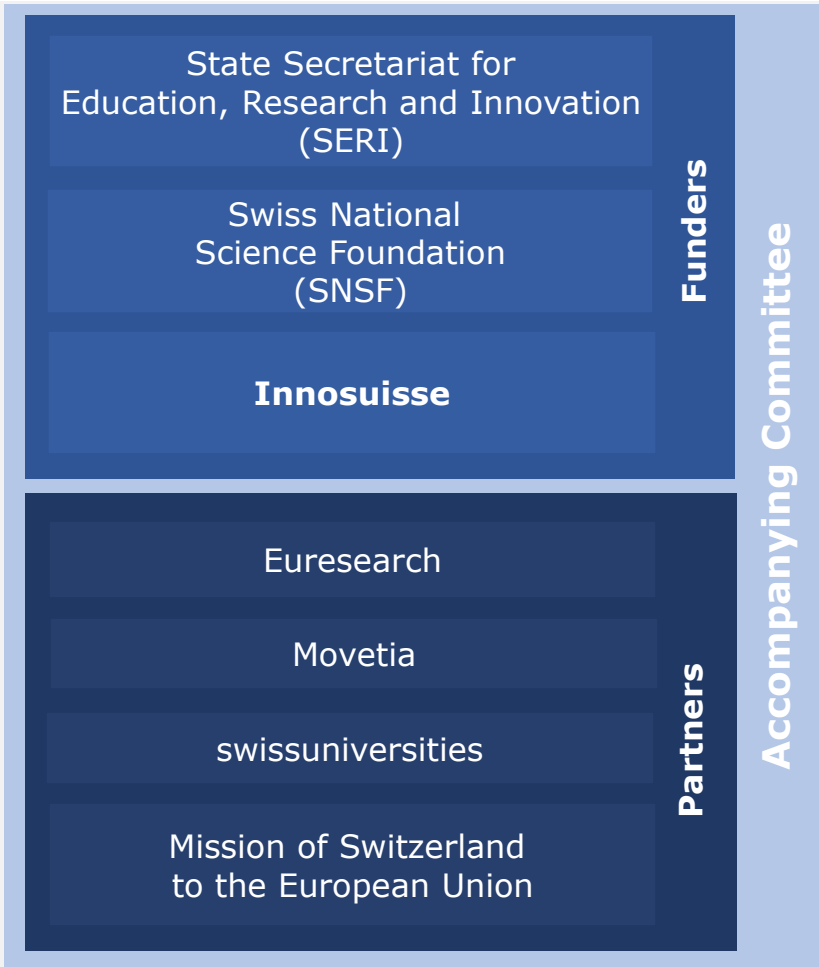 State Secretariat for
Education, Research and Innovation
(SERI)
Swiss National
Science Foundation
(SNSF)
Innosuisse
Funders
Euresearch
Movetia
swissuniversities
Mission of Switzerland
to the European Union
Partners
Accompanying Committee